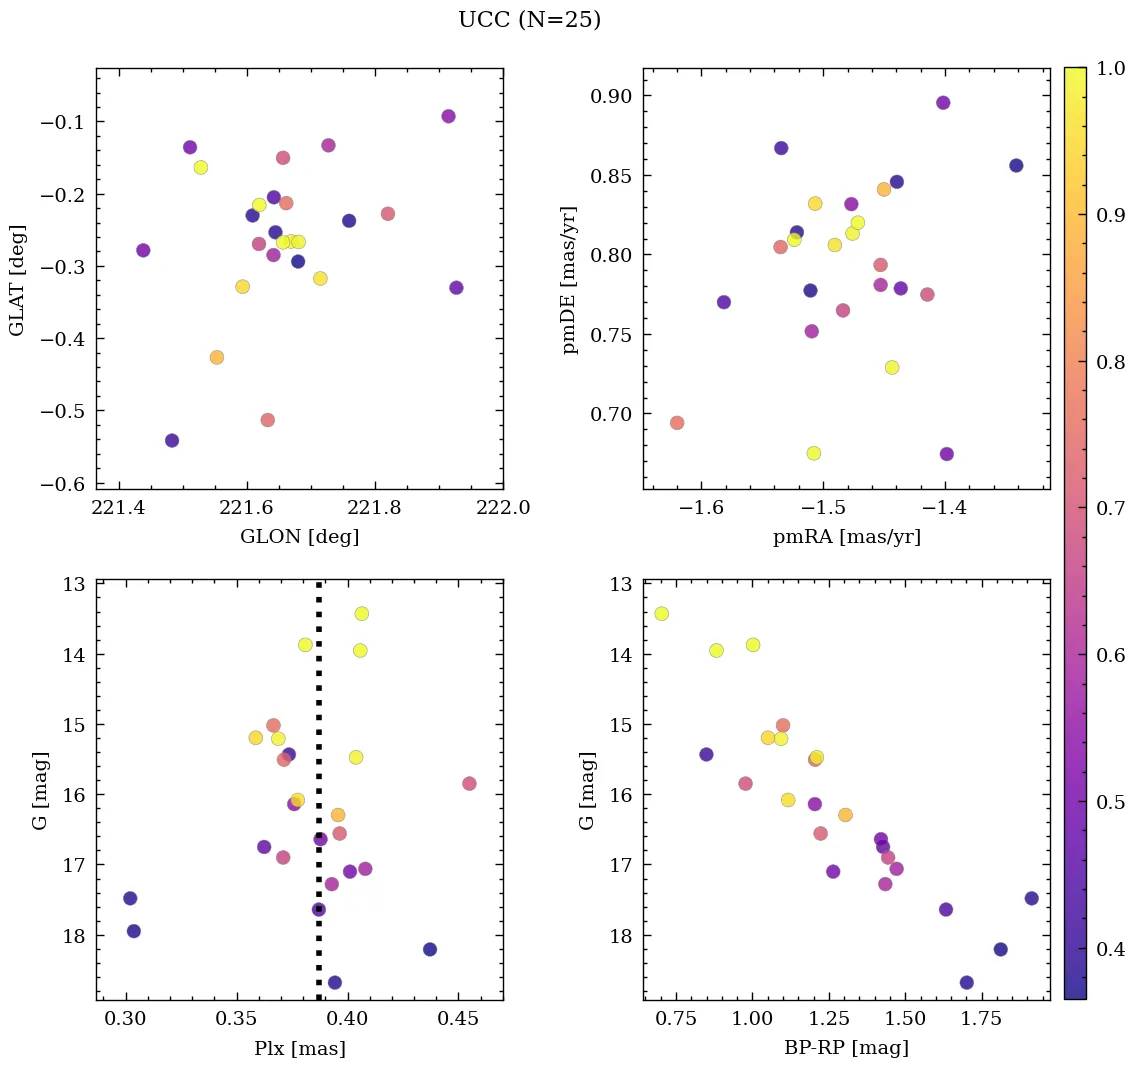 UCC (N=25)
−0.1
−0.2
−0.3
−0.4
−0.5
−0.6
GLAT [deg]
221.4 221.6 221.8 222.0
GLON [deg]
0.90
0.85
0.80
0.75
0.70
pmDE [mas/yr]
−1.6 −1.5 −1.4
pmRA [mas/yr]
13
14
15
16
17
18
G [mag]
0.30 0.35 0.40 0.45
Plx [mas]
13
14
15
16
17
18
G [mag]
0.75 1.00 1.25 1.50 1.75
BP-RP [mag]
1.0
0.9
0.8
0.7
0.6
0.5
0.4